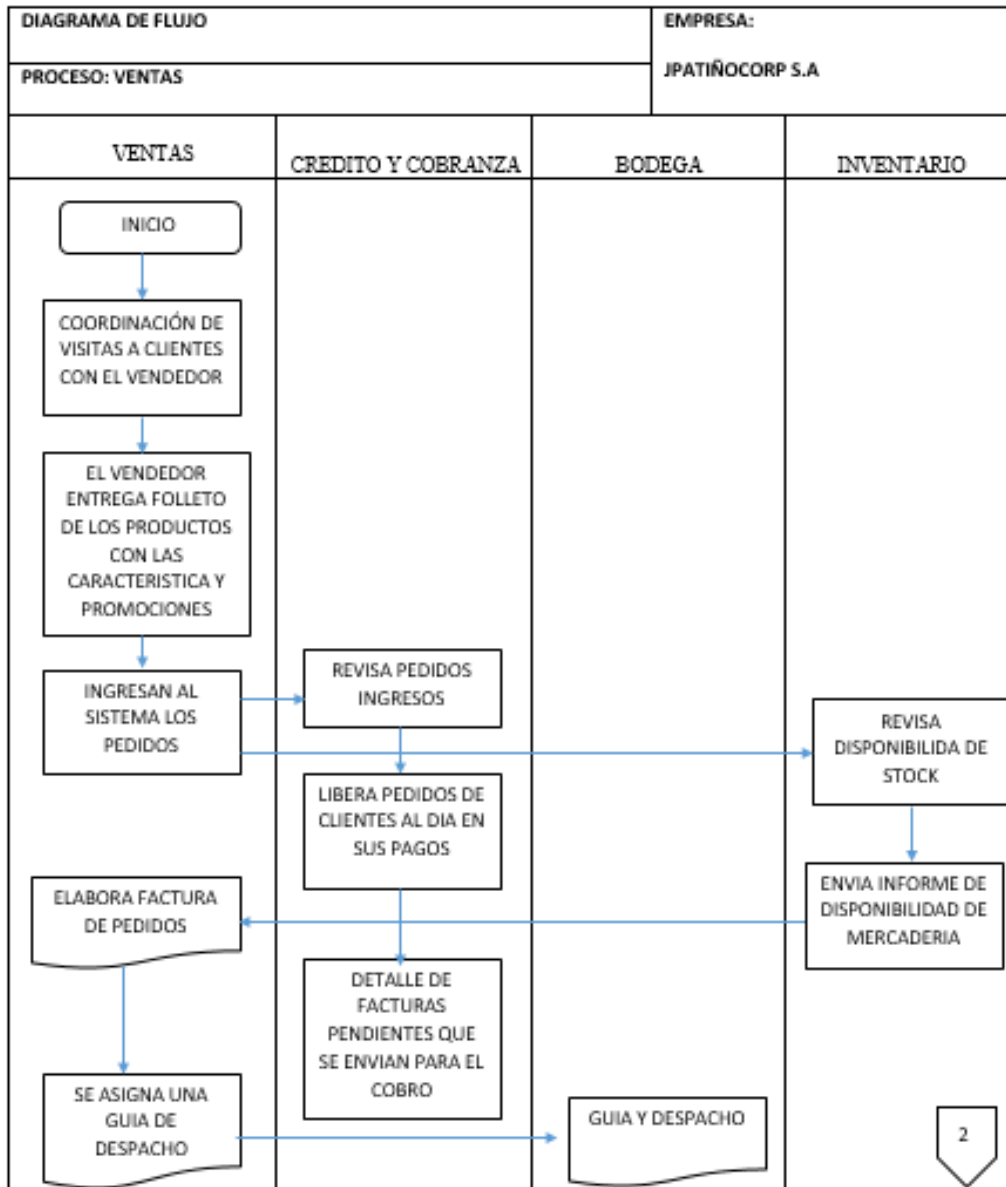 DIAGRAMA DE FLUJO
EMPRESA:
JPATIÑOCORP S.A
PROCESO: VENTAS
VENTAS
CREDITO Y COBRANZA
BODEGA
INVENTARIO
INICIO
COORDINACIÓN DE
VISITAS A CLIENTES
CON EL VENDEDOR
EL VENDEDOR
ENTREGA FOLLETO
DE LOS PRODUCTOS
CON LAS
CARACTERISTICA Y
PROMOCIONES
INGRESAN AL
SISTEMA LOS
PEDIDOS
REVISA PEDIDOS
INGRESOS
REVISA
DISPONIBILIDA DE
STOCK
LIBERA PEDIDOS DE
CLIENTES AL DIA EN
SUS PAGOS
ENVIA INFORME DE
DISPONIBILIDAD DE
MERCADERIA
ELABORA FACTURA
DE PEDIDOS
DETALLE DE
FACTURAS
PENDIENTES QUE
SE ENVIAN PARA EL
COBRO
SE ASIGNA UNA
GUIA DE
DESPACHO
GUIA Y DESPACHO
2